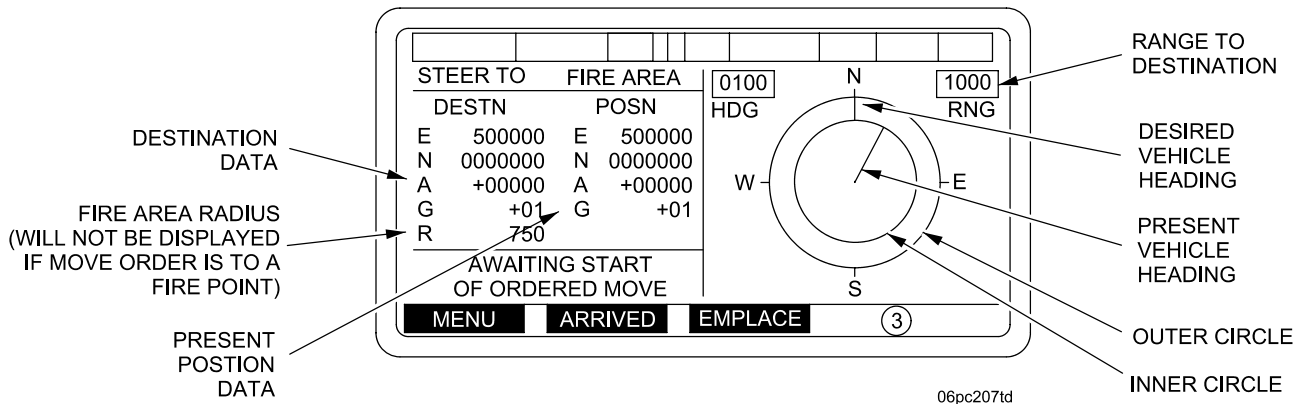 STEER TO FIRE AREA
DESTN POSN
E 500000 E 500000
N 0000000 N 0000000
A +00000 A +00000
G +01 G +01
R 750
AWAITING START
OF ORDERED MOVE
MENU ARRIVED EMPLACE 3
0100
HDG
N
1000
RNG
W
E
S
DESTINATION
DATA
FIRE AREA RADIUS
(WILL NOT BE DISPLAYED
IF MOVE ORDER IS TO A
FIRE POINT)
PRESENT
POSTION
DATA
RANGE TO
DESTINATION
DESIRED
VEHICLE
HEADING
PRESENT
VEHICLE
HEADING
OUTER CIRCLE
INNER CIRCLE
06pc207td